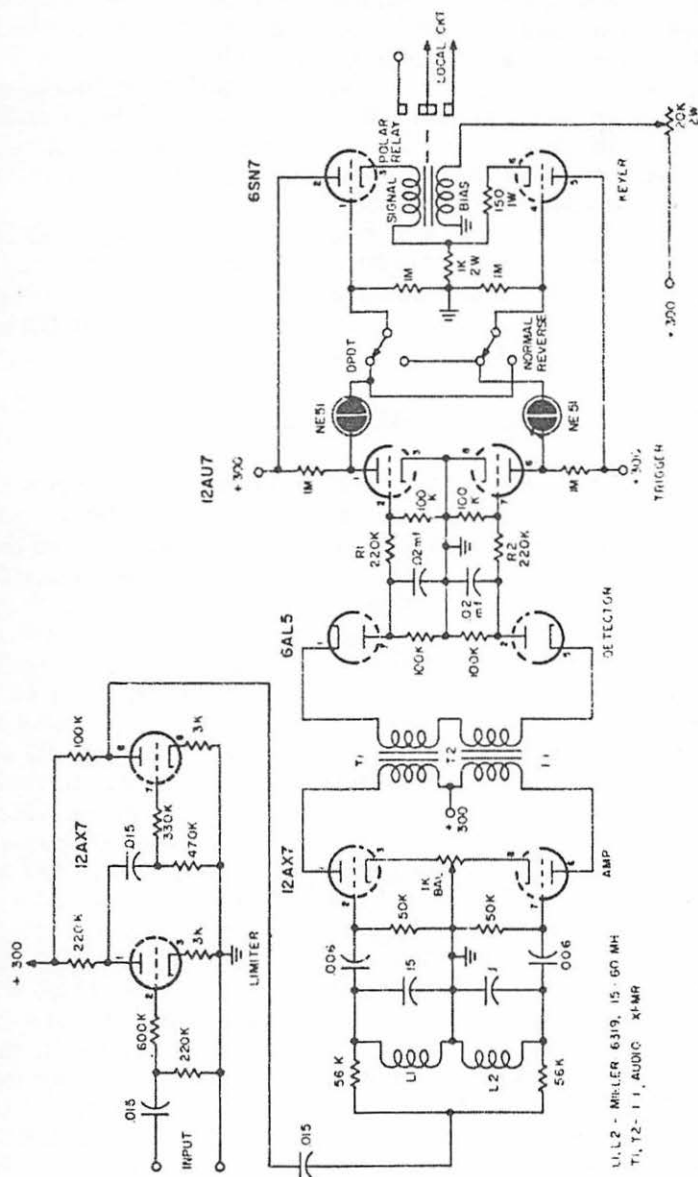 + 300
12AX7
220K
100K
.015
600K
220K
.015
330K
470K
3K
3K
INPUT
LIMITER
.015
56K
56K
L1
L2
.15
.1
.006
.006
50K
50K
12AX7
1K
BAL
AMP
T1
T2
+
300
6AL5
100K
100K
DETECTOR
.02 mf
.02
mf
R1
220K
R2
220K
100
K
100
K
12AU7
+300
1M
1M
+300
TRIGGER
NE51
NE51
DPDT
NORMAL
REVERSE
1M
1M
1K
2W
150
1W
6SN7
SIGNAL
BIAS
POLAR
RELAY
LOCAL CKT
KEYER
20K
2W
+300
L1, L2 - MILLER 6319, 15-60 MH
T1, T2 - 1:1, AUDIO XFMR